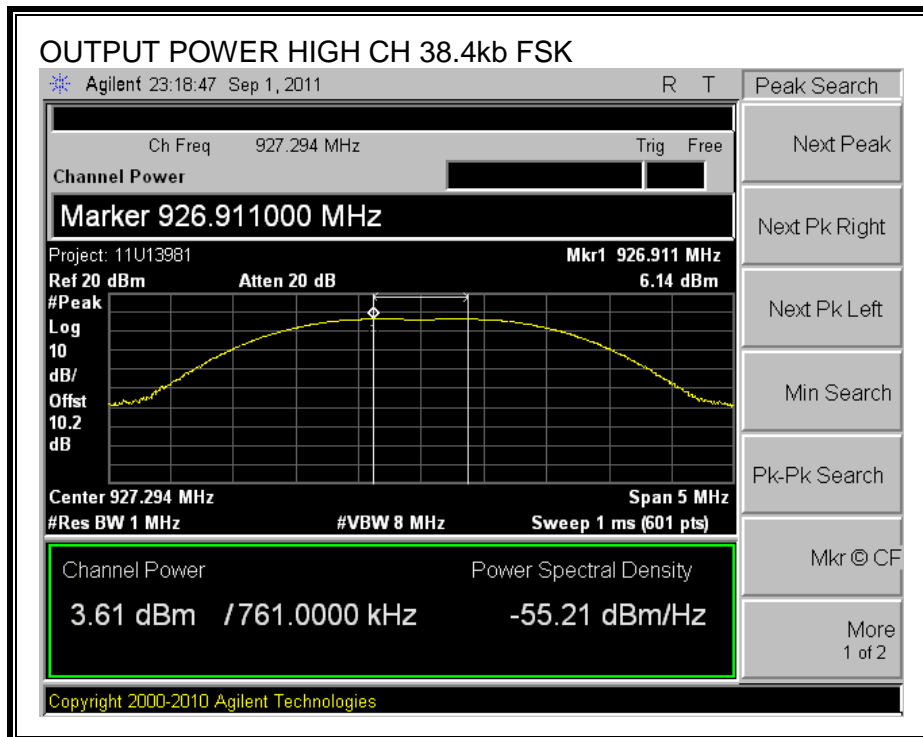 OUTPUT POWER HIGH CH 38.4kb FSK
Agilent 23:18:47 Sep 1, 2011 R T
Peak Search
Ch Freq 927.294 MHz Trig Free
Channel Power
Next Peak
Marker 926.911000 MHz
Next Pk Right
Project: 11U13981 Mkr1 926.911 MHz
Ref 20 dBm Atten 20 dB 6.14 dBm
#Peak
Log
10
dB/
Offst
10.2
dB
Next Pk Left
Min Search
Pk-Pk Search
Center 927.294 MHz Span 5 MHz
#Res BW 1 MHz #VBW 8 MHz Sweep 1 ms (601 pts)
Channel Power Power Spectral Density
3.61 dBm / 761.0000 kHz -55.21 dBm/Hz
Mkr © CF
More
1 of 2
Copyright 2000-2010 Agilent Technologies